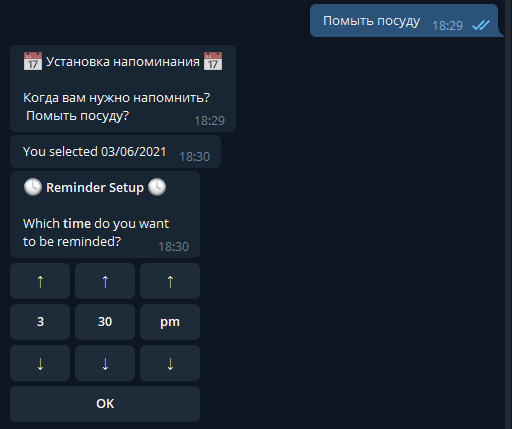 Помыть посуду
18:29
📅 Установка напоминания 📅
Когда вам нужно напомнить?
Помыть посуду?
18:29
You selected 03/06/2021
18:30
🕓 Reminder Setup 🕓
Which time do you want
to be reminded?
18:30
↑ ↑ ↑
3 30 pm
↓ ↓ ↓
OK